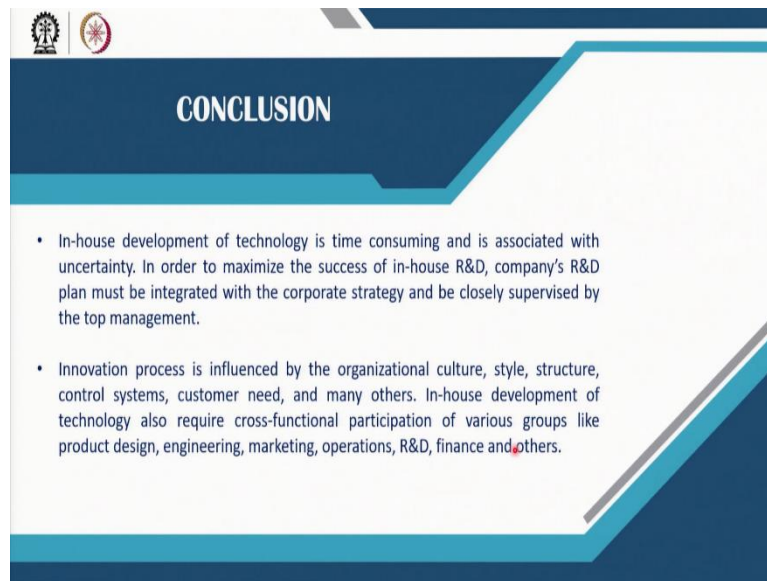 CONCLUSION
• In-house development of technology is time consuming and is associated with
uncertainty. In order to maximize the success of in-house R&D, company's R&D
plan must be integrated with the corporate strategy and be closely supervised by
the top management.
• Innovation process is influenced by the organizational culture, style, structure,
control systems, customer need, and many others. In-house development of
technology also require cross-functional participation of various groups like
product design, engineering, marketing, operations, R&D, finance and others.